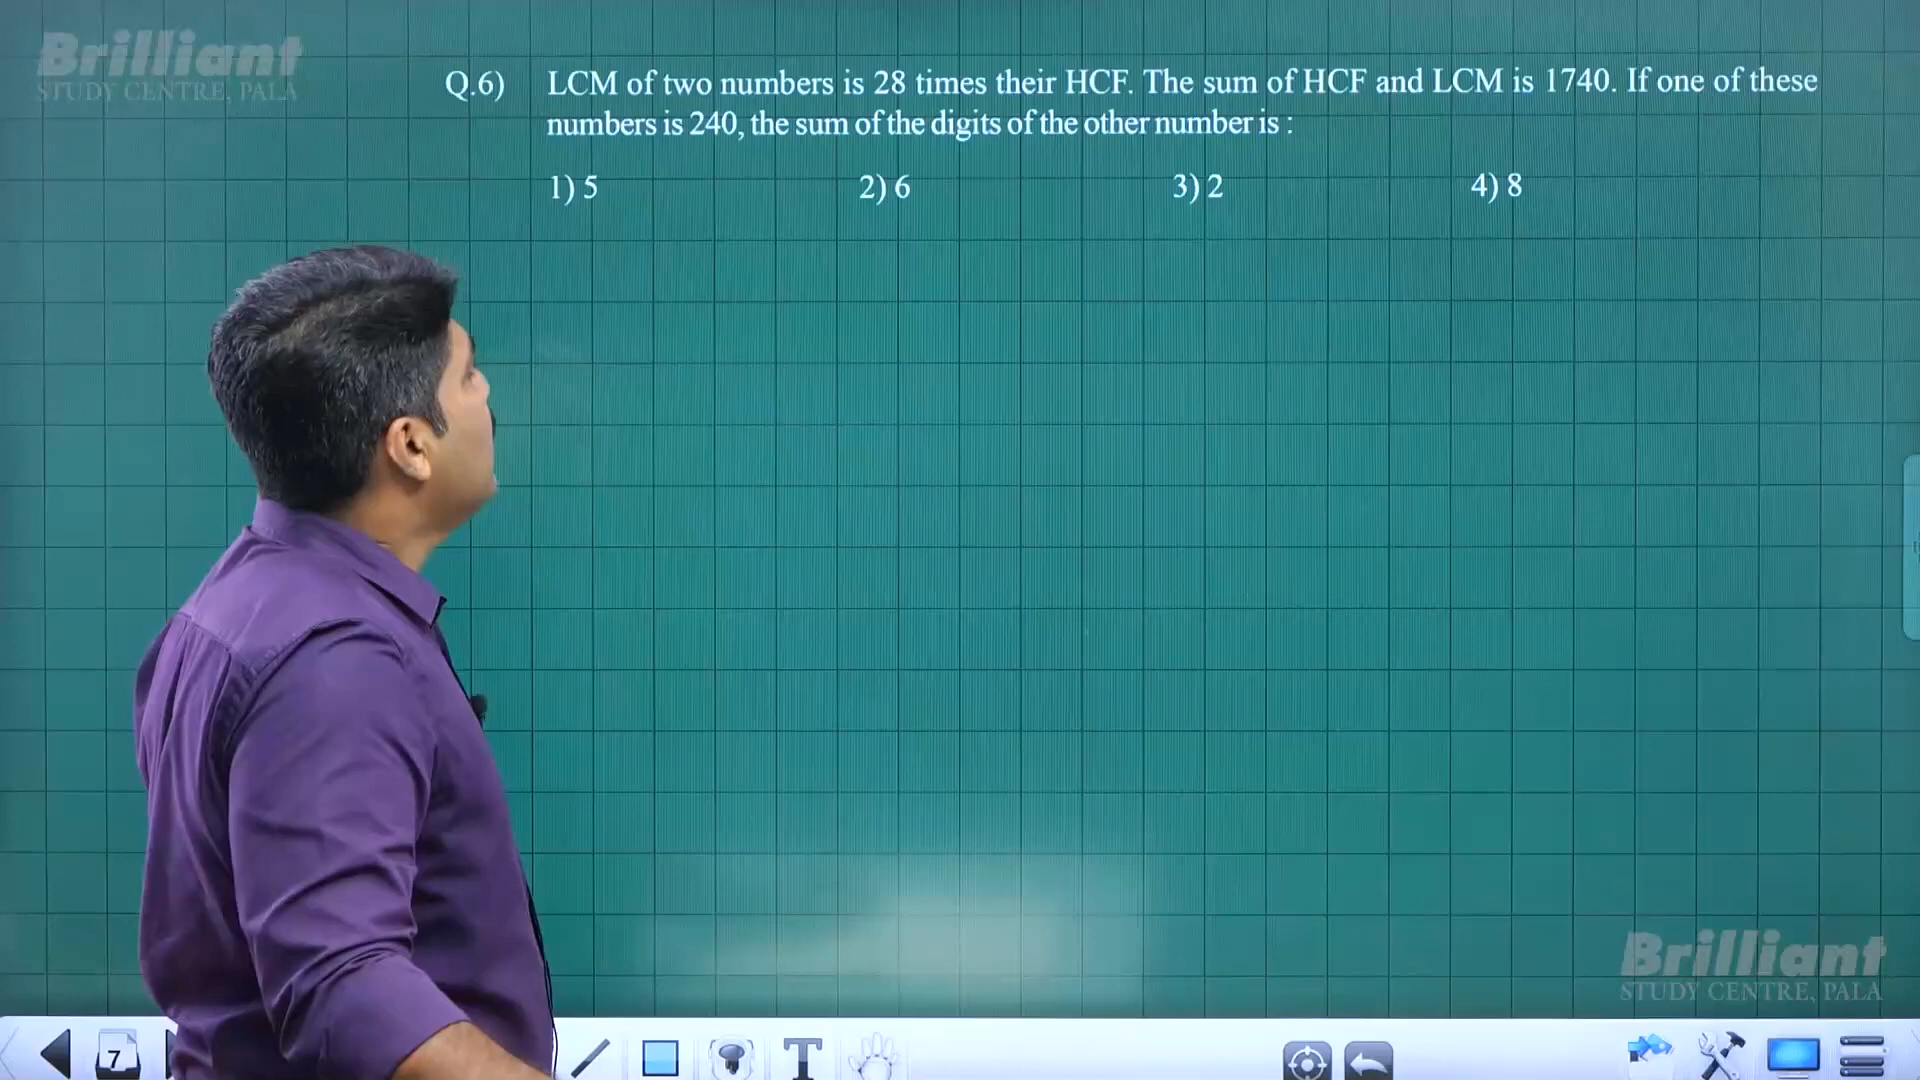 Brilliant
STUDY CENTRE, PALA
Q.6) LCM of two numbers is 28 times their HCF. The sum of HCF and LCM is 1740. If one of these
numbers is 240, the sum of the digits of the other number is :
1) 5 2) 6 3) 2 4) 8
Brilliant
STUDY CENTRE, PALA
7
T